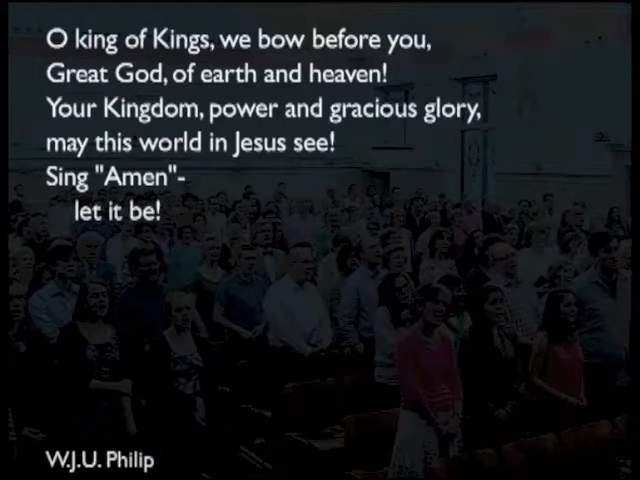 O king of Kings, we bow before you,
Great God, of earth and heaven!
Your Kingdom, power and gracious glory,
may this world in Jesus see!
Sing "Amen"-
let it be!
W.J.U. Philip